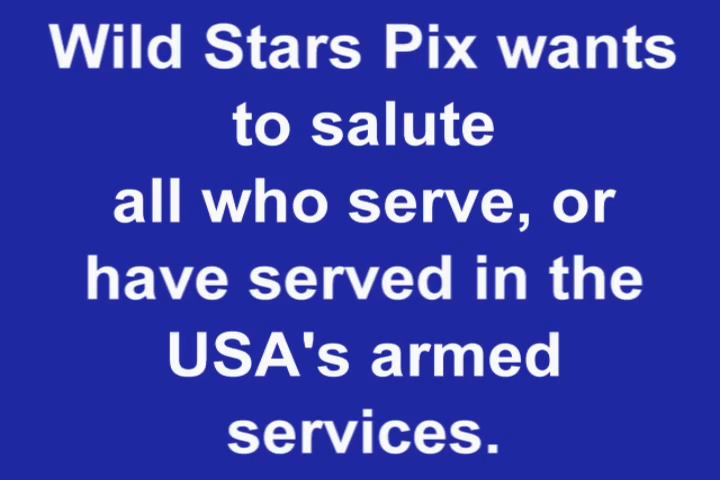 Wild Stars Pix wants
to salute
all who serve, or
have served in the
USA's armed
services.